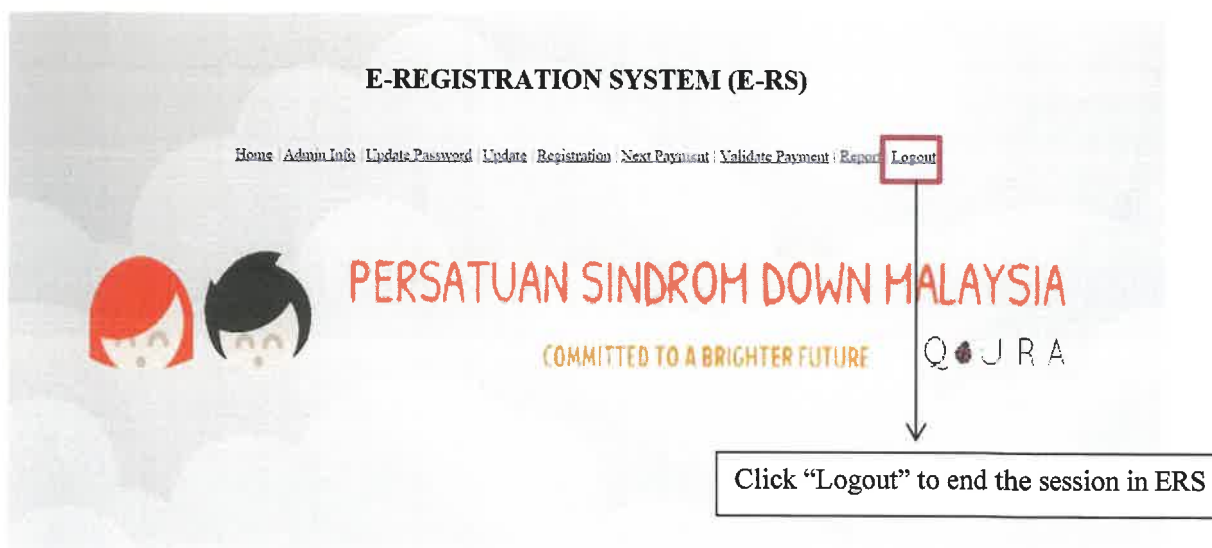 E-REGISTRATION SYSTEM (E-RS)
Home | Admin Info | Update Password | Update | Registration | Next Payment | Validate Payment | Report | Logout
PERSATUAN SINDROM DOWN MALAYSIA
COMMITTED TO A BRIGHTER FUTURE
Click “Logout” to end the session in ERS